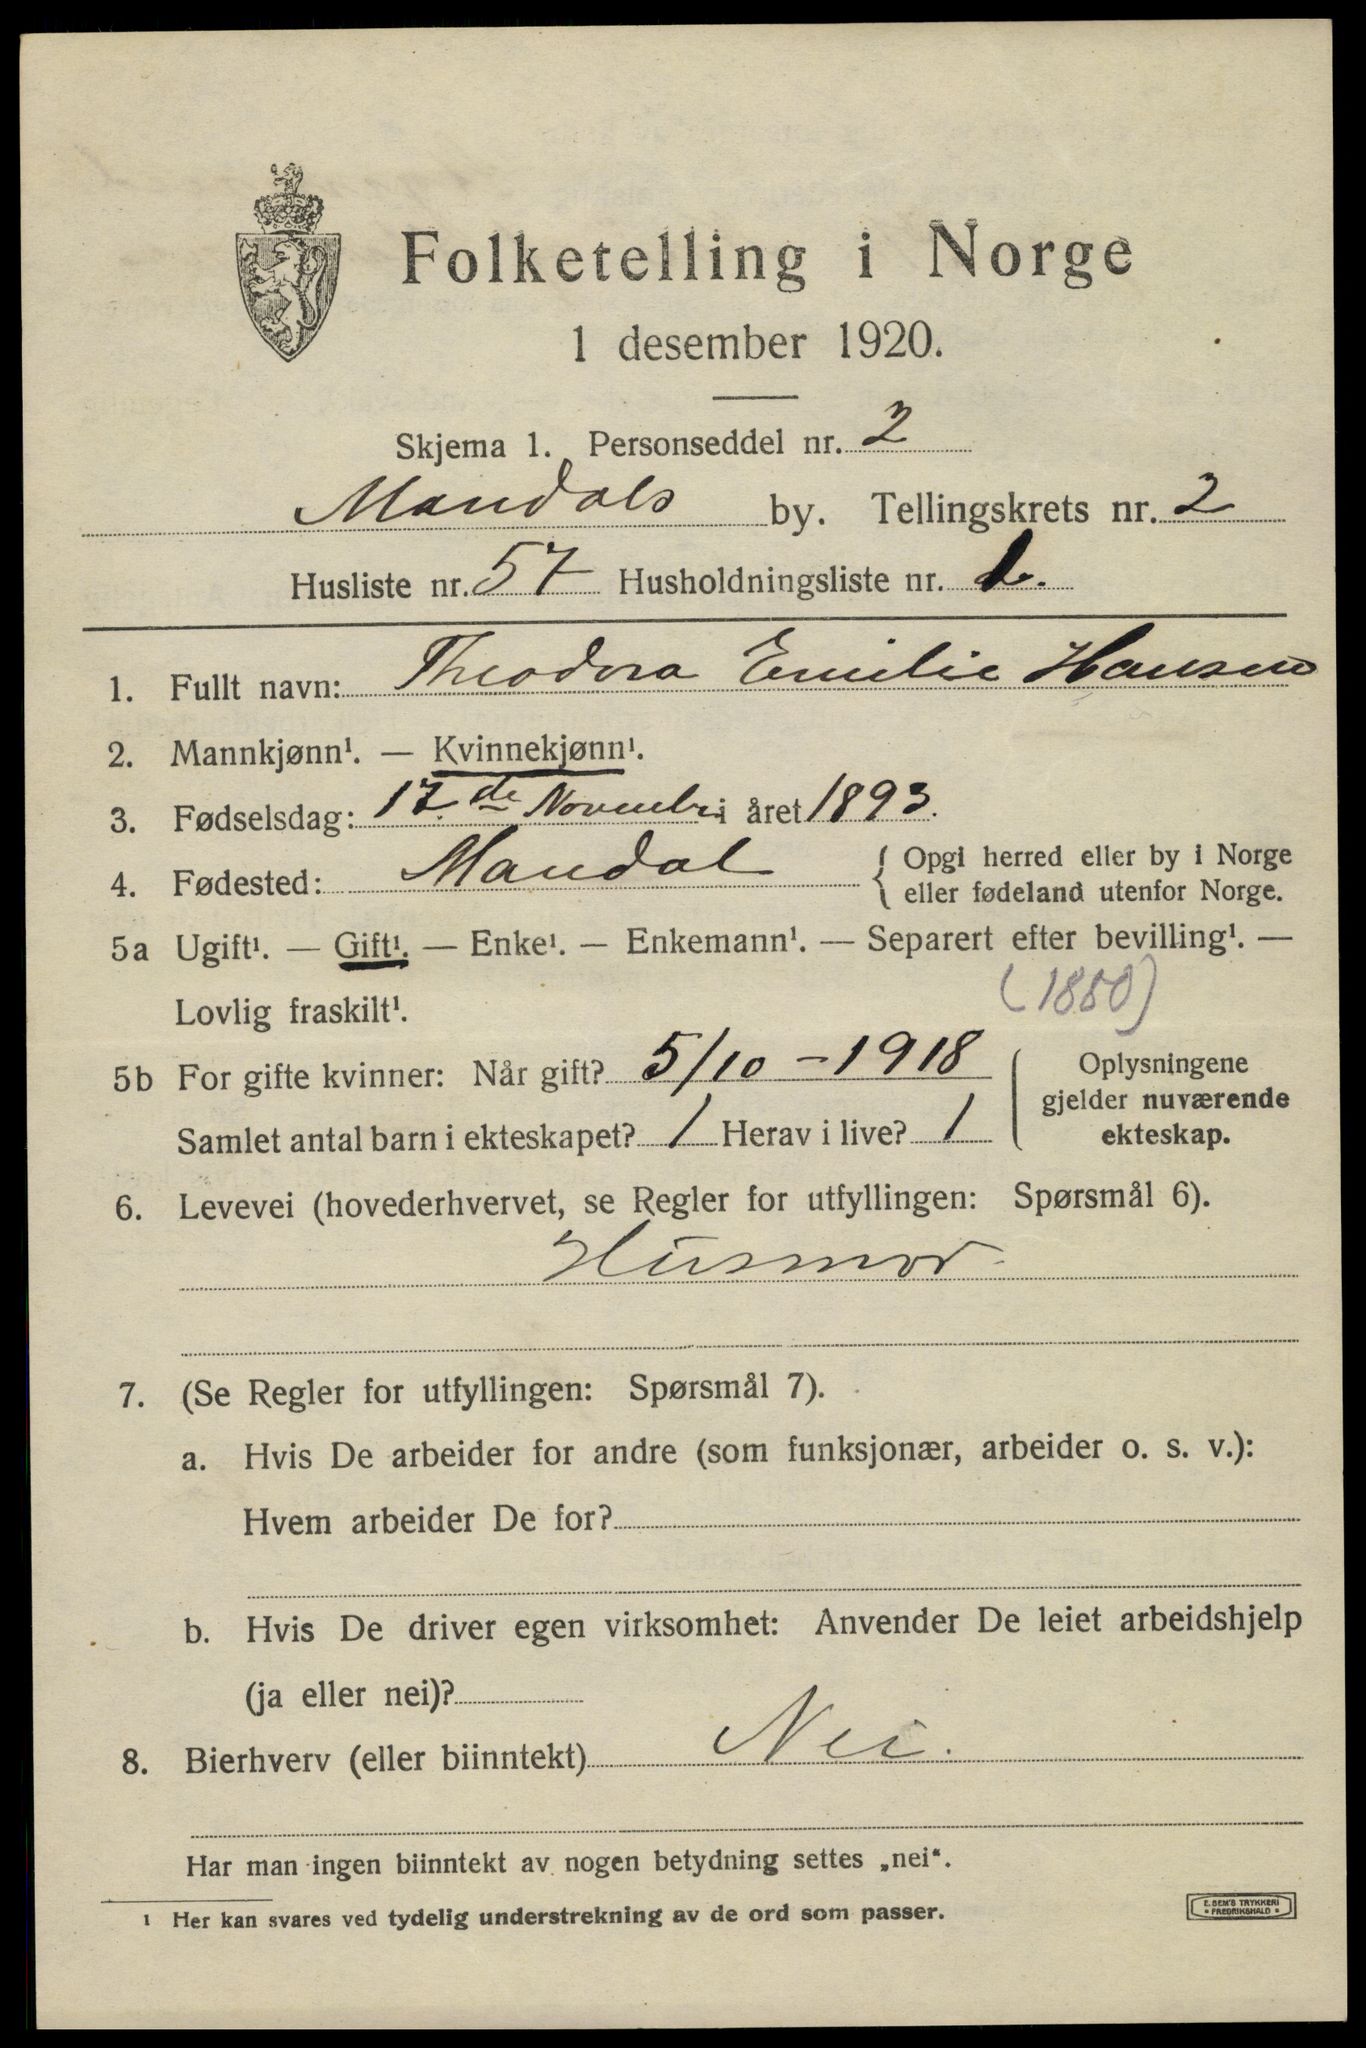 Folketelling i Norge
1 desember 1920.
Skjema 1. Personseddel nr. 2
Mandals by. Tellingskrets nr. 2
Husliste nr. 57 Husholdningsliste nr. 1.
1. Fullt navn: Theodora Emilie Hansen
2. Mannkjønn¹. — Kvinnekjønn¹.
3. Fødselsdag: 17de Novembr i året 1893.
4. Fødested: Mandal { Opgi herred eller by i Norge
eller fødeland utenfor Norge.
5a Ugift¹. — Gift¹. — Enke¹. — Enkemann¹. — Separert efter bevilling¹. —
Lovlig fraskilt¹. (1880)
5b For gifte kvinner: Når gift? 5/10 – 1918
Samlet antal barn i ekteskapet? 1 Herav i live? 1
Oplysningene
gjelder nuværende
ekteskap.
6. Levevei (hovederhvervet, se Regler for utfyllingen: Spørsmål 6).
Husmor.
7. (Se Regler for utfyllingen: Spørsmål 7).
a. Hvis De arbeider for andre (som funksjonær, arbeider o. s. v.):
Hvem arbeider De for?
b. Hvis De driver egen virksomhet: Anvender De leiet arbeidshjelp
(ja eller nei)?
8. Bierhverv (eller biinntekt) Nei.
Har man ingen biinntekt av nogen betydning settes „nei“.
¹ Her kan svares ved tydelig understrekning av de ord som passer.
E. SEM'S TRYKKERI
• FREDRIKSHALD •